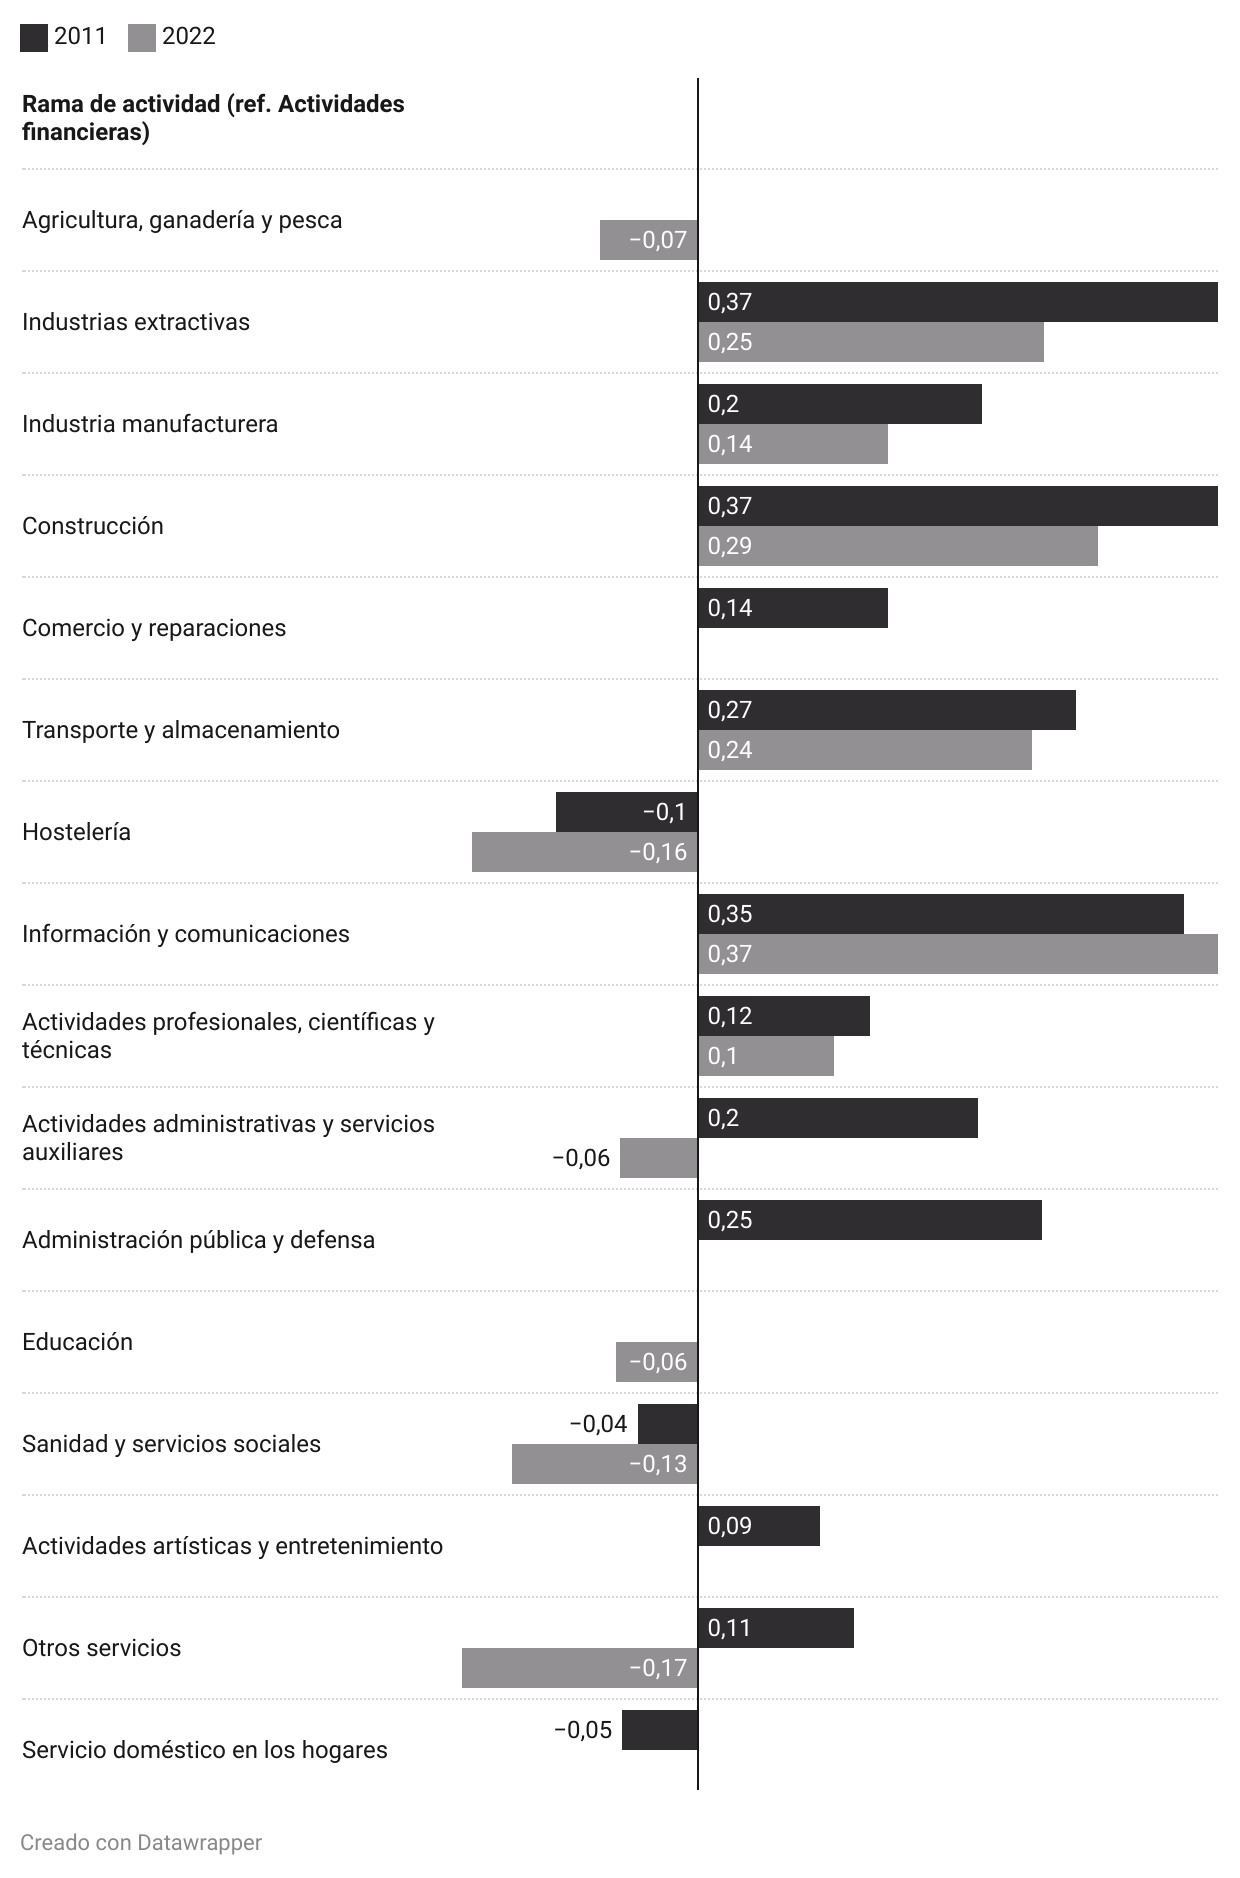 2011 2022
Rama de actividad (ref. Actividades
financieras)
Agricultura, ganadería y pesca
−0,07
Industrias extractivas
0,37
0,25
Industria manufacturera
0,2
0,14
Construcción
0,37
0,29
Comercio y reparaciones
0,14
Transporte y almacenamiento
0,27
0,24
Hostelería
−0,1
−0,16
Información y comunicaciones
0,35
0,37
Actividades profesionales, científicas y
técnicas
0,12
0,1
Actividades administrativas y servicios
auxiliares
0,2
−0,06
Administración pública y defensa
0,25
Educación
−0,06
Sanidad y servicios sociales
−0,04
−0,13
Actividades artísticas y entretenimiento
0,09
Otros servicios
0,11
−0,17
Servicio doméstico en los hogares
−0,05
Creado con Datawrapper